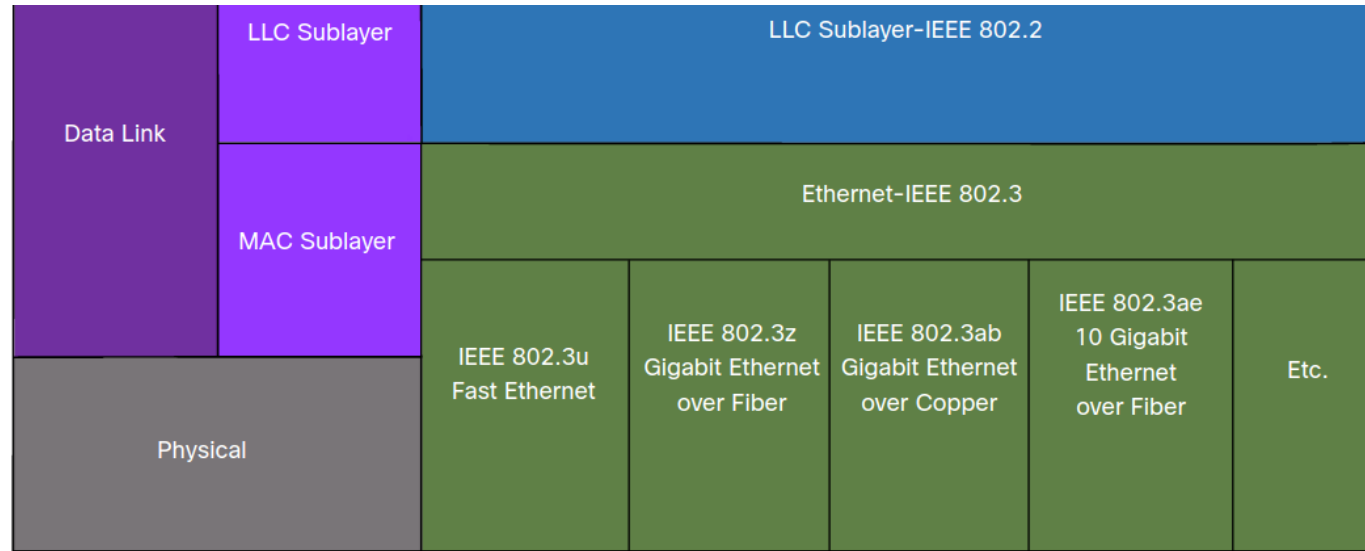 LLC Sublayer
LLC Sublayer-IEEE 802.2
Data Link
Ethernet-IEEE 802.3
MAC Sublayer
IEEE 802.3u
Fast Ethernet
IEEE 802.3z
Gigabit Ethernet
over Fiber
IEEE 802.3ab
Gigabit Ethernet
over Copper
IEEE 802.3ae
10 Gigabit
Ethernet
over Fiber
Etc.
Physical